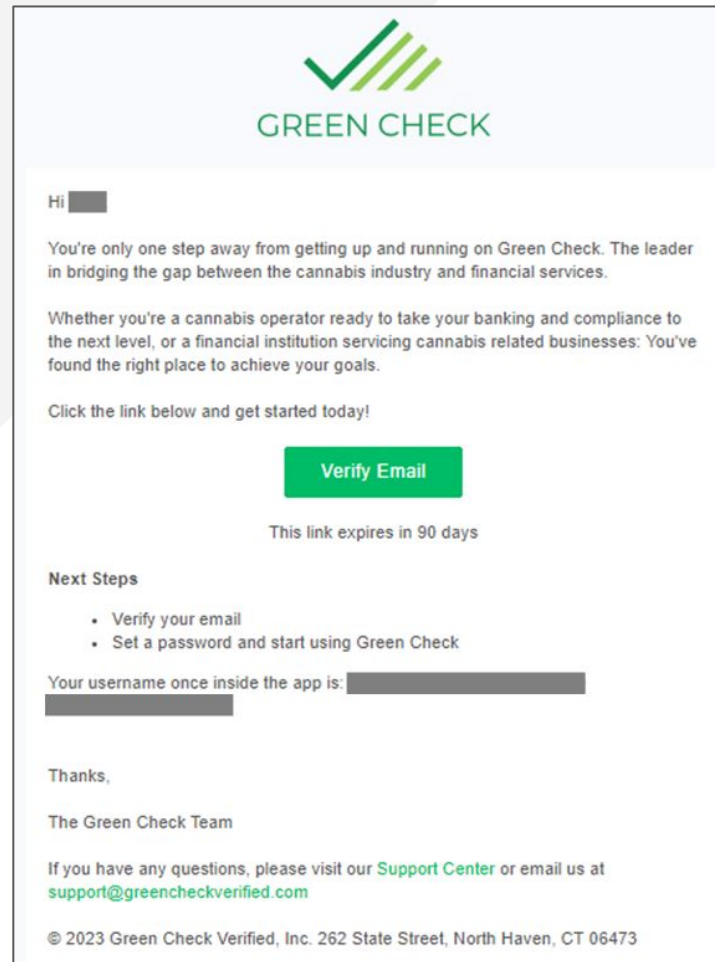 GREEN CHECK
Hi
You're only one step away from getting up and running on Green Check. The leader
in bridging the gap between the cannabis industry and financial services.
Whether you're a cannabis operator ready to take your banking and compliance to
the next level, or a financial institution servicing cannabis related businesses: You've
found the right place to achieve your goals.
Click the link below and get started today!
Verify Email
This link expires in 90 days
Next Steps
• Verify your email
• Set a password and start using Green Check
Your username once inside the app is:
Thanks,
The Green Check Team
If you have any questions, please visit our Support Center or email us at
support@greencheckverified.com
© 2023 Green Check Verified, Inc. 262 State Street, North Haven, CT 06473